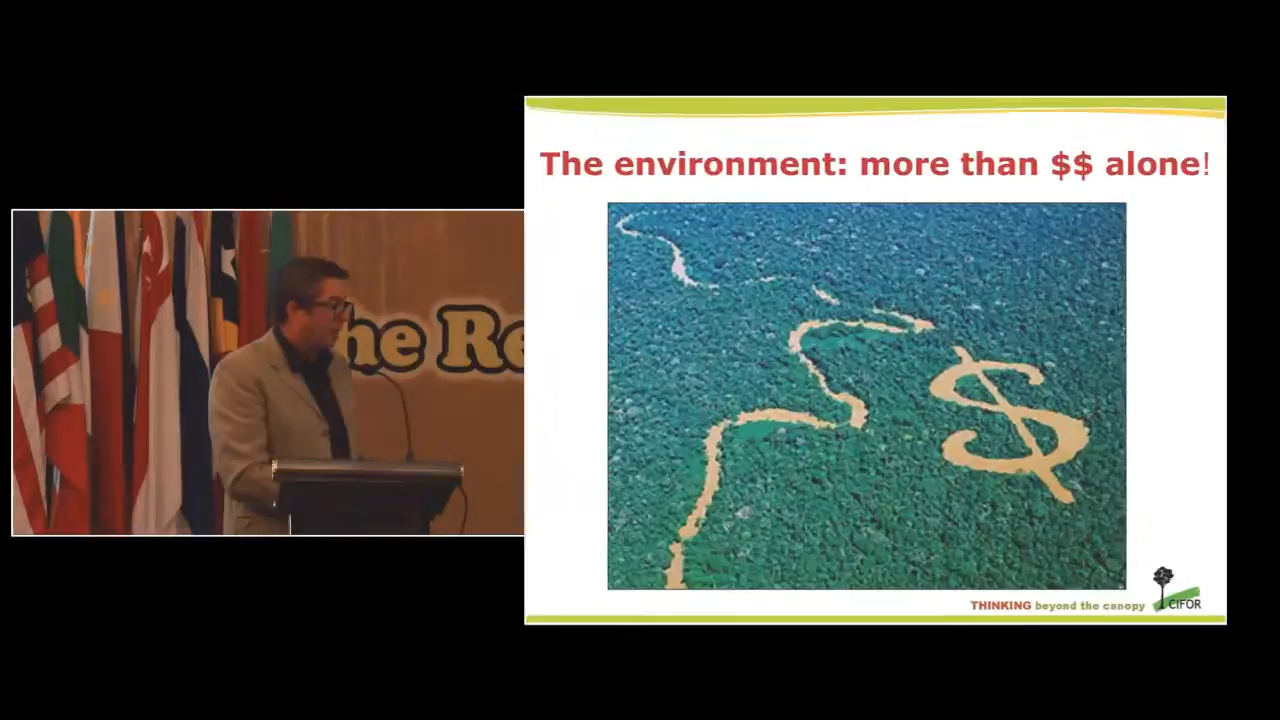 The environment: more than $$ alone!
he Re
$
THINKING beyond the canopy
CIFOR